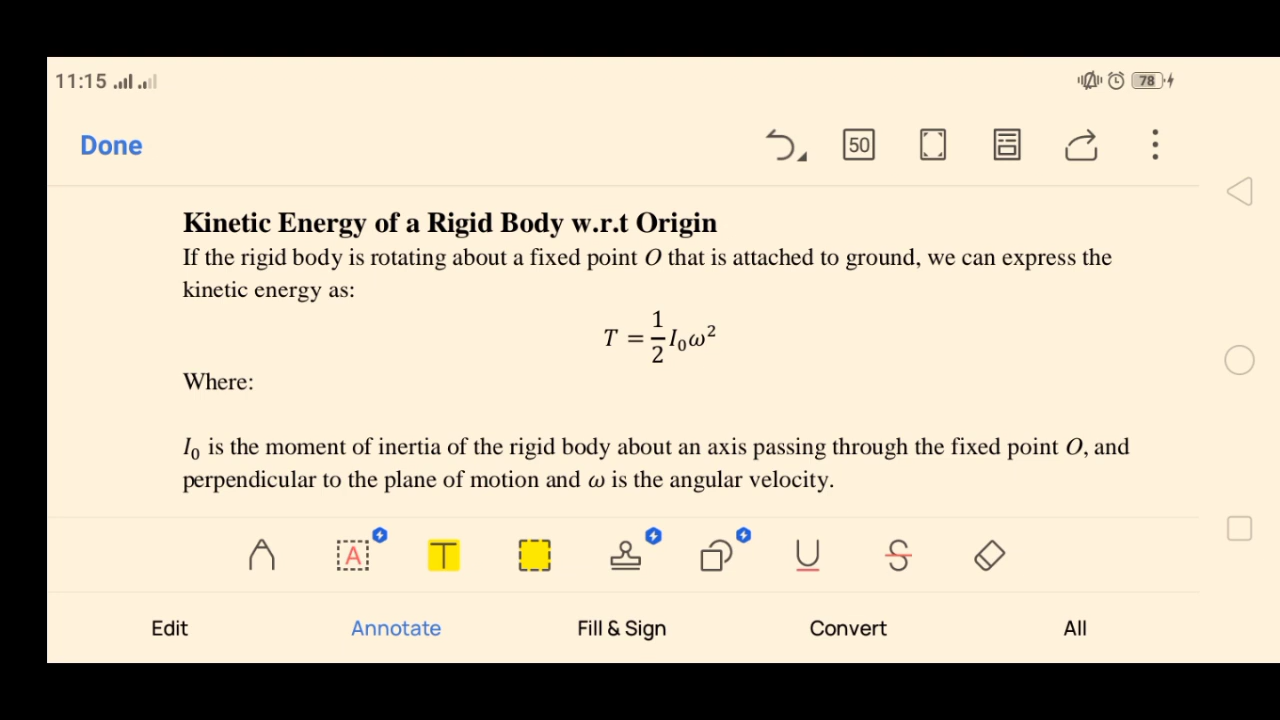 11:15
78
Done
50
Kinetic Energy of a Rigid Body w.r.t Origin
If the rigid body is rotating about a fixed point O that is attached to ground, we can express the
kinetic energy as:
T = 1/2 I₀ω²
Where:
I₀ is the moment of inertia of the rigid body about an axis passing through the fixed point O, and
perpendicular to the plane of motion and ω is the angular velocity.
A T U S
Edit Annotate Fill & Sign Convert All